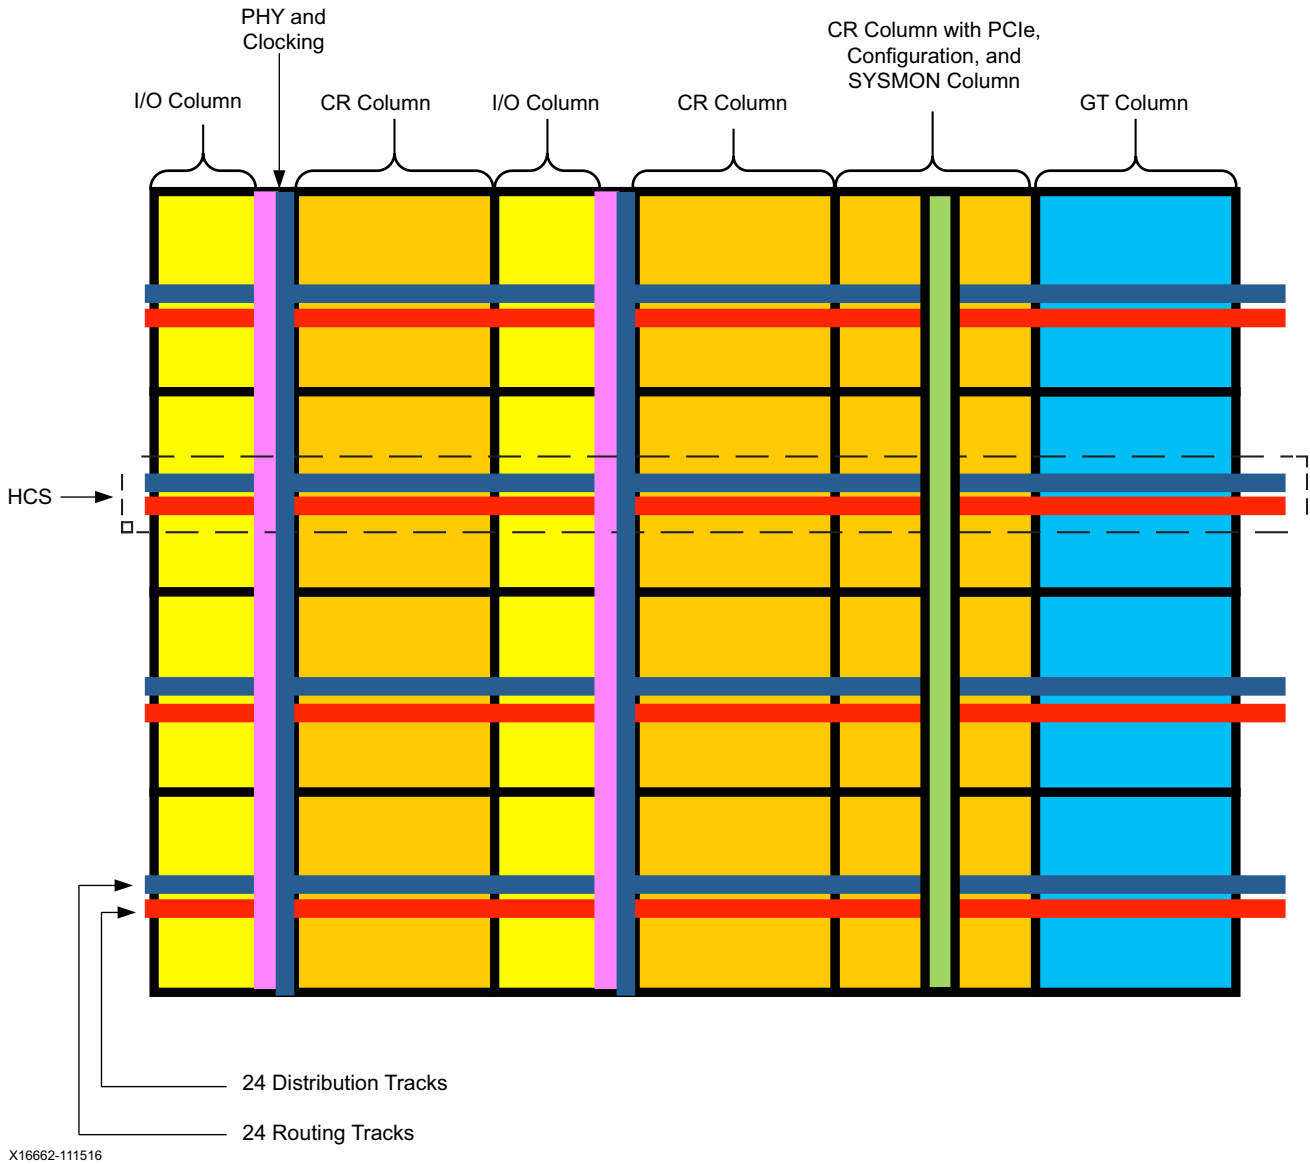 PHY and
Clocking
CR Column with PCIe,
Configuration, and
SYSMON Column
I/O Column
CR Column
I/O Column
CR Column
GT Column
HCS
24 Distribution Tracks
24 Routing Tracks
X16662-111516